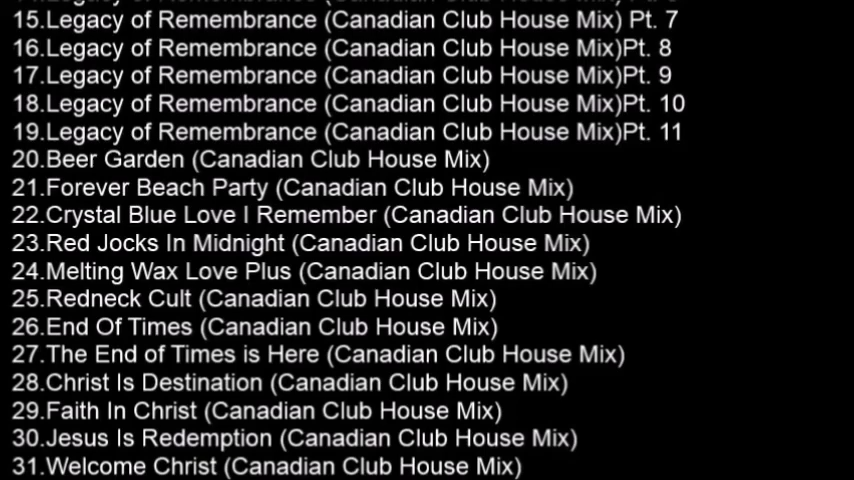 15.Legacy of Remembrance (Canadian Club House Mix) Pt. 7
16.Legacy of Remembrance (Canadian Club House Mix)Pt. 8
17.Legacy of Remembrance (Canadian Club House Mix)Pt. 9
18.Legacy of Remembrance (Canadian Club House Mix)Pt. 10
19.Legacy of Remembrance (Canadian Club House Mix)Pt. 11
20.Beer Garden (Canadian Club House Mix)
21.Forever Beach Party (Canadian Club House Mix)
22.Crystal Blue Love I Remember (Canadian Club House Mix)
23.Red Jocks In Midnight (Canadian Club House Mix)
24.Melting Wax Love Plus (Canadian Club House Mix)
25.Redneck Cult (Canadian Club House Mix)
26.End Of Times (Canadian Club House Mix)
27.The End of Times is Here (Canadian Club House Mix)
28.Christ Is Destination (Canadian Club House Mix)
29.Faith In Christ (Canadian Club House Mix)
30.Jesus Is Redemption (Canadian Club House Mix)
31.Welcome Christ (Canadian Club House Mix)